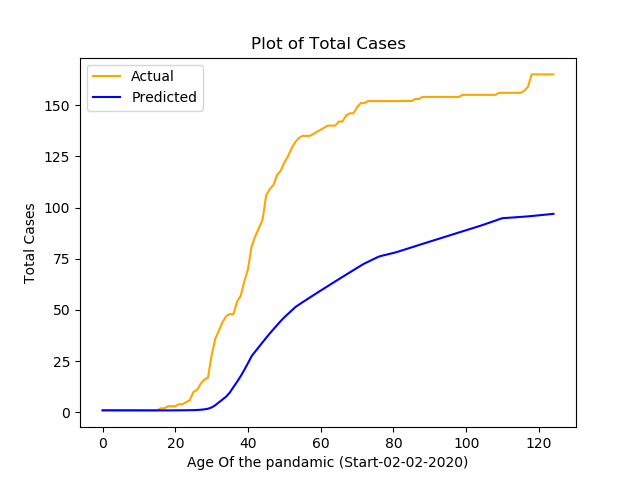 Plot of Total Cases
Actual
Predicted
150
125
100
75
50
25
0
Total Cases
0 20 40 60 80 100 120
Age Of the pandamic (Start-02-02-2020)